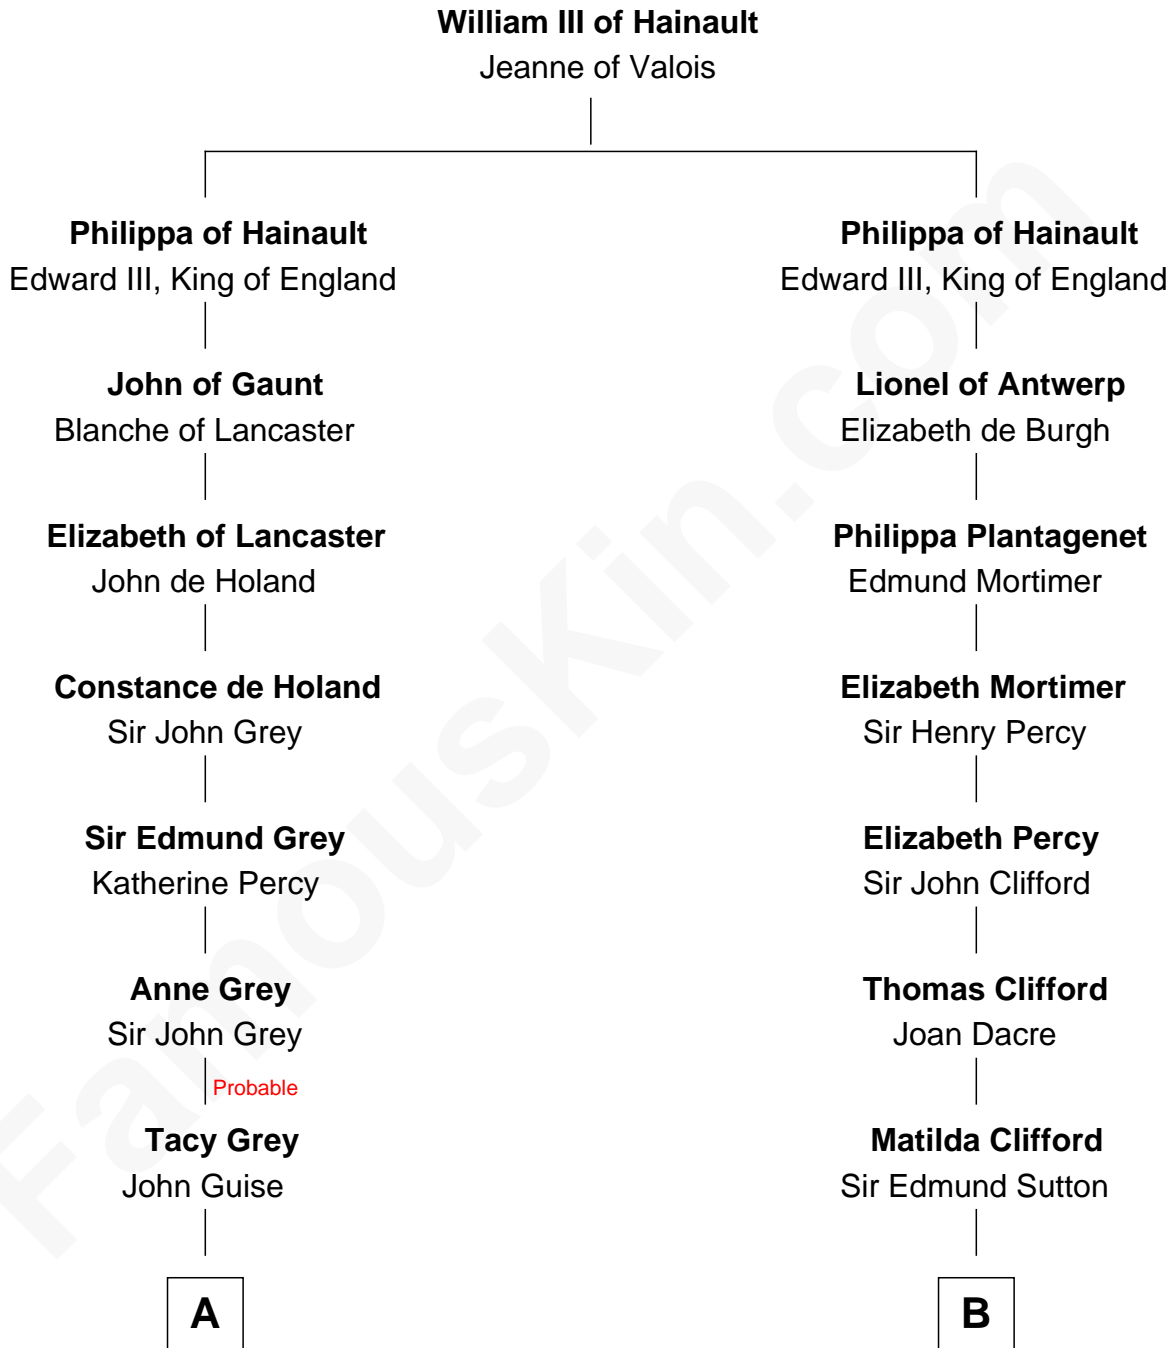 William III of Hainault
Jeanne of Valois
Philippa of Hainault
Edward III, King of England
John of Gaunt
Blanche of Lancaster
Elizabeth of Lancaster
John de Holand
Constance de Holand
Sir John Grey
Sir Edmund Grey
Katherine Percy
Anne Grey
Sir John Grey
Probable
Tacy Grey
John Guise
A
Philippa of Hainault
Edward III, King of England
Lionel of Antwerp
Elizabeth de Burgh
Philippa Plantagenet
Edmund Mortimer
Elizabeth Mortimer
Sir Henry Percy
Elizabeth Percy
Sir John Clifford
Thomas Clifford
Joan Dacre
Matilda Clifford
Sir Edmund Sutton
B
FamousKin.com